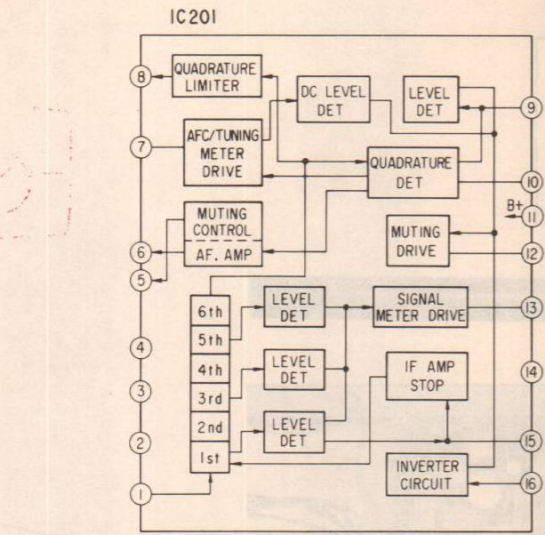 IC201
8
QUADRATURE
LIMITER
DC LEVEL
DET
LEVEL
DET
9
7
AFC/TUNING
METER
DRIVE
QUADRATURE
DET
10
B+
11
MUTING
CONTROL
AF. AMP
6
5
MUTING
DRIVE
12
6th
5th
4th
3rd
2nd
1st
LEVEL
DET
SIGNAL
METER DRIVE
13
4
LEVEL
DET
IF AMP
STOP
14
3
2
LEVEL
DET
15
INVERTER
CIRCUIT
16
1